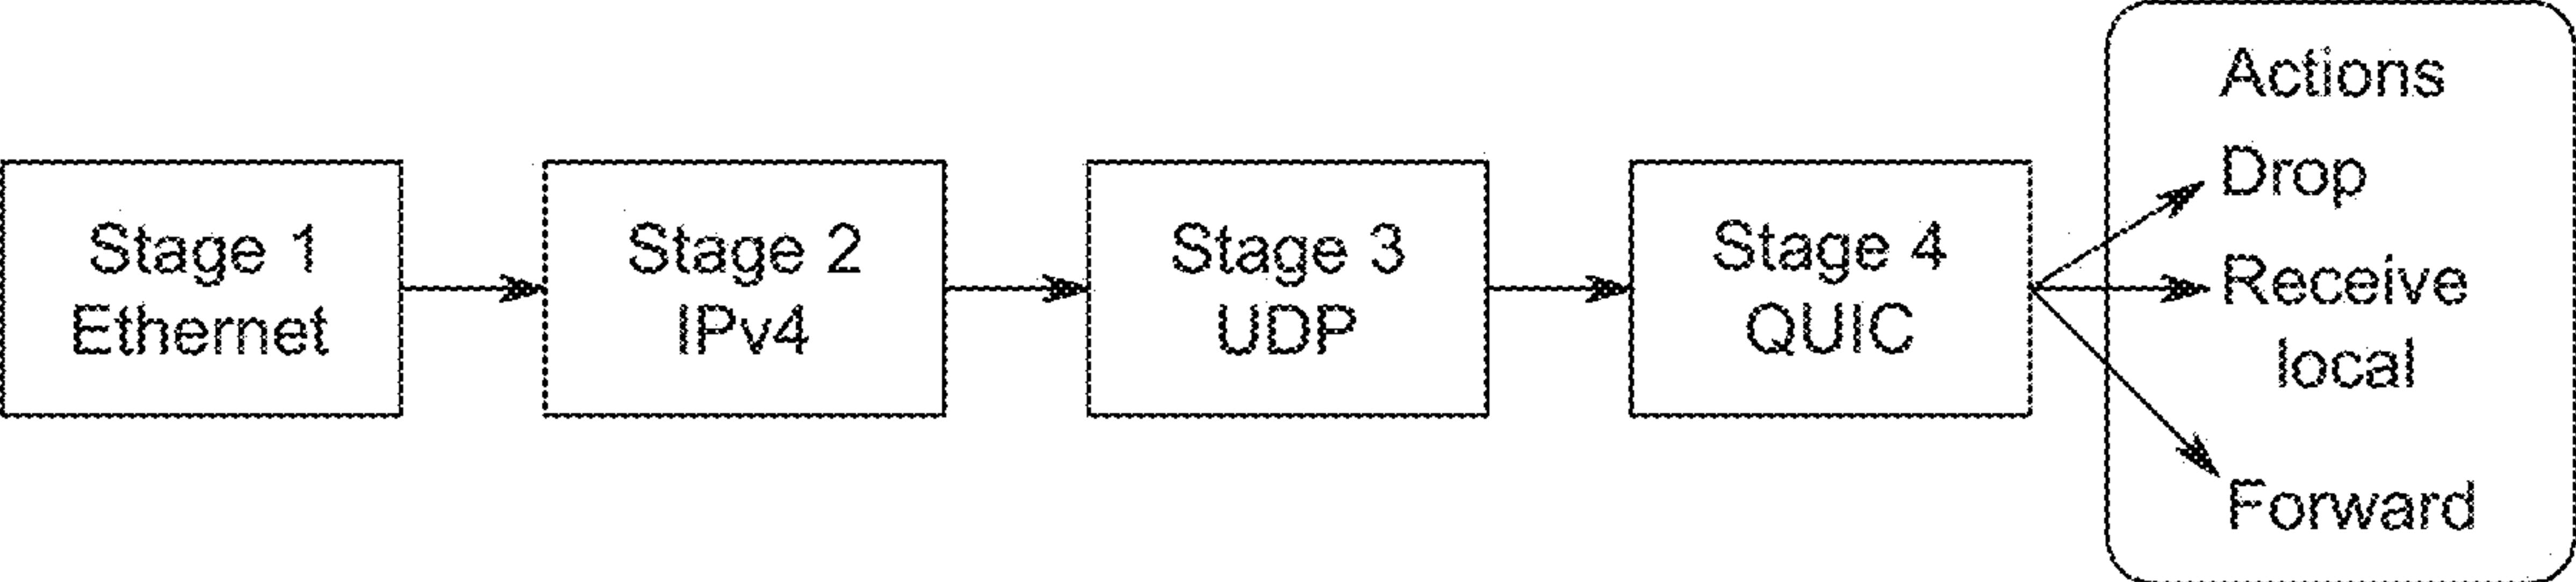 Stage 1
Ethernet
Stage 2
IPv4
Stage 3
UDP
Stage 4
QUIC
Actions
Drop
Receive
local
Forward